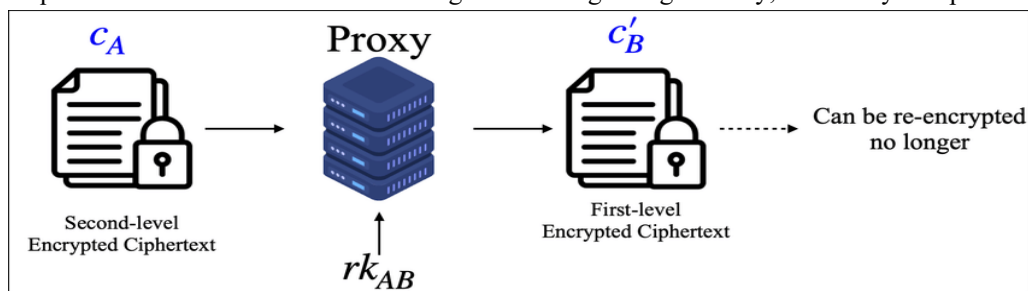 c_A
Proxy
c'_B
Can be re-encrypted
no longer
Second-level
Encrypted Ciphertext
First-level
Encrypted Ciphertext
rk_AB